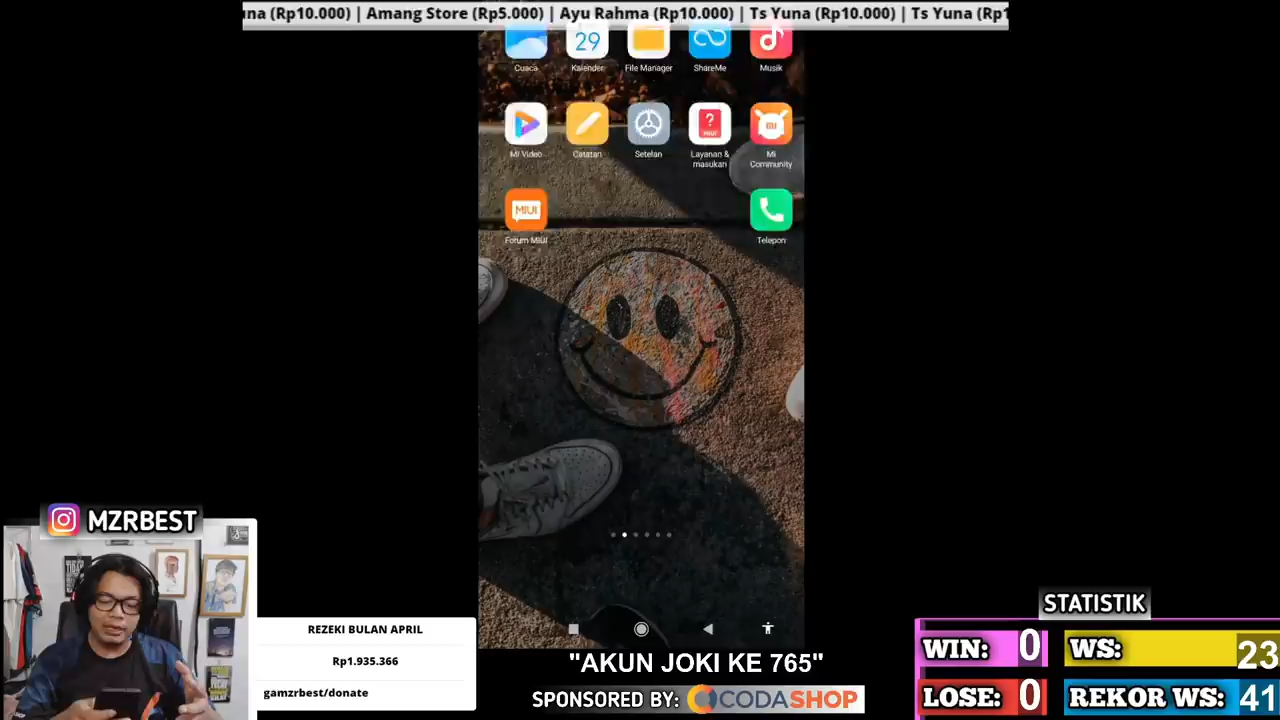 una (Rp10.000) | Amang Store (Rp5.000) | Ayu Rahma (Rp10.000) | Ts Yuna (Rp10.000) | Ts Yuna (Rp1
29
Cuaca
Kalender
File Manager
ShareMe
Musik
?
MIUI
mi
Mi Video
Catatan
Setelan
Layanan & masukan
Mi Community
MIUI
Forum MIUI
Telepon
MZRBEST
REZEKI BULAN APRIL
Rp1.935.366
gamzrbest/donate
"AKUN JOKI KE 765"
SPONSORED BY: CODASHOP
STATISTIK
WIN: 0
WS: 23
LOSE: 0
REKOR WS: 41